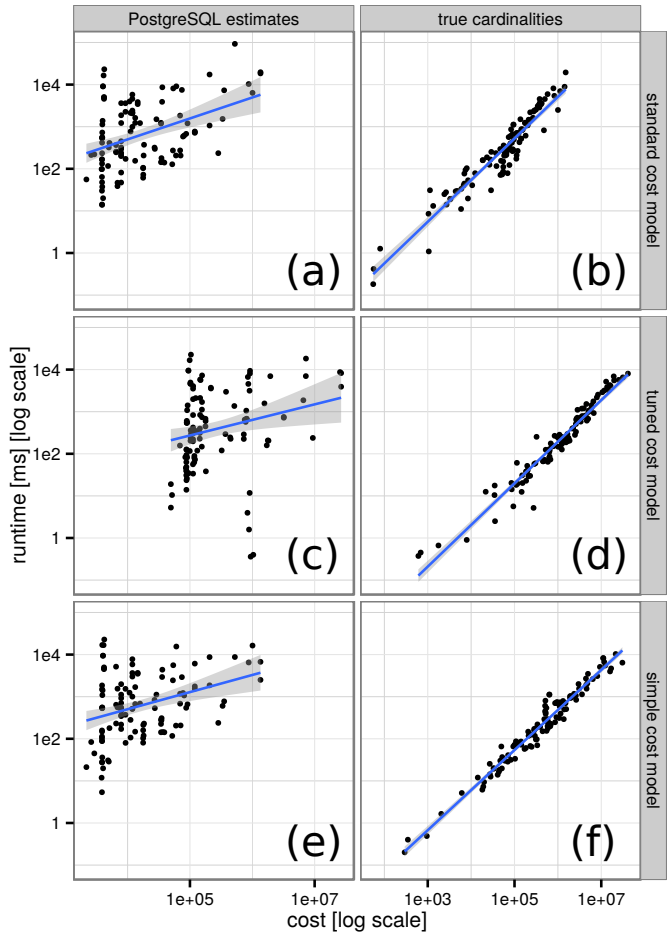 PostgreSQL estimates
true cardinalities
1e4
1e2
1
(a)
(b)
standard cost model
1e4
1e2
1
(c)
(d)
tuned cost model
runtime [ms] [log scale]
1e4
1e2
1
(e)
(f)
simple cost model
1e+05
1e+07
1e+03
1e+05
1e+07
cost [log scale]